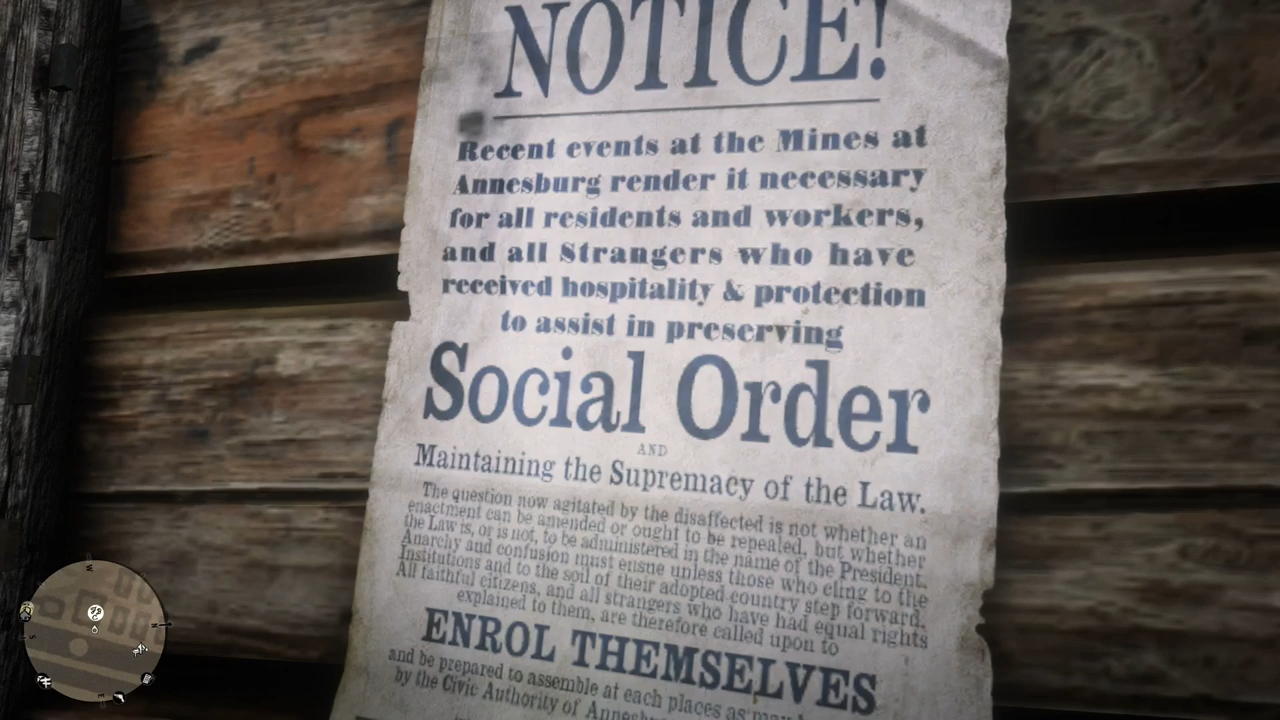 NOTICE!
Recent events at the Mines at
Annesburg render it necessary
for all residents and workers,
and all Strangers who have
received hospitality & protection
to assist in preserving
Social Order
AND
Maintaining the Supremacy of the Law.
The question now agitated by the disaffected is not whether an
enactment can be amended or ought to be repealed, but whether
the Law is, or is not, to be administered in the name of the President.
Anarchy and confusion must ensue unless those who cling to the
Institutions and to the soil of their adopted country step forward.
All faithful citizens, and all strangers who have had equal rights
explained to them, are therefore called upon to
ENROL THEMSELVES
and be prepared to assemble at each places as may
by the Civic Authority of